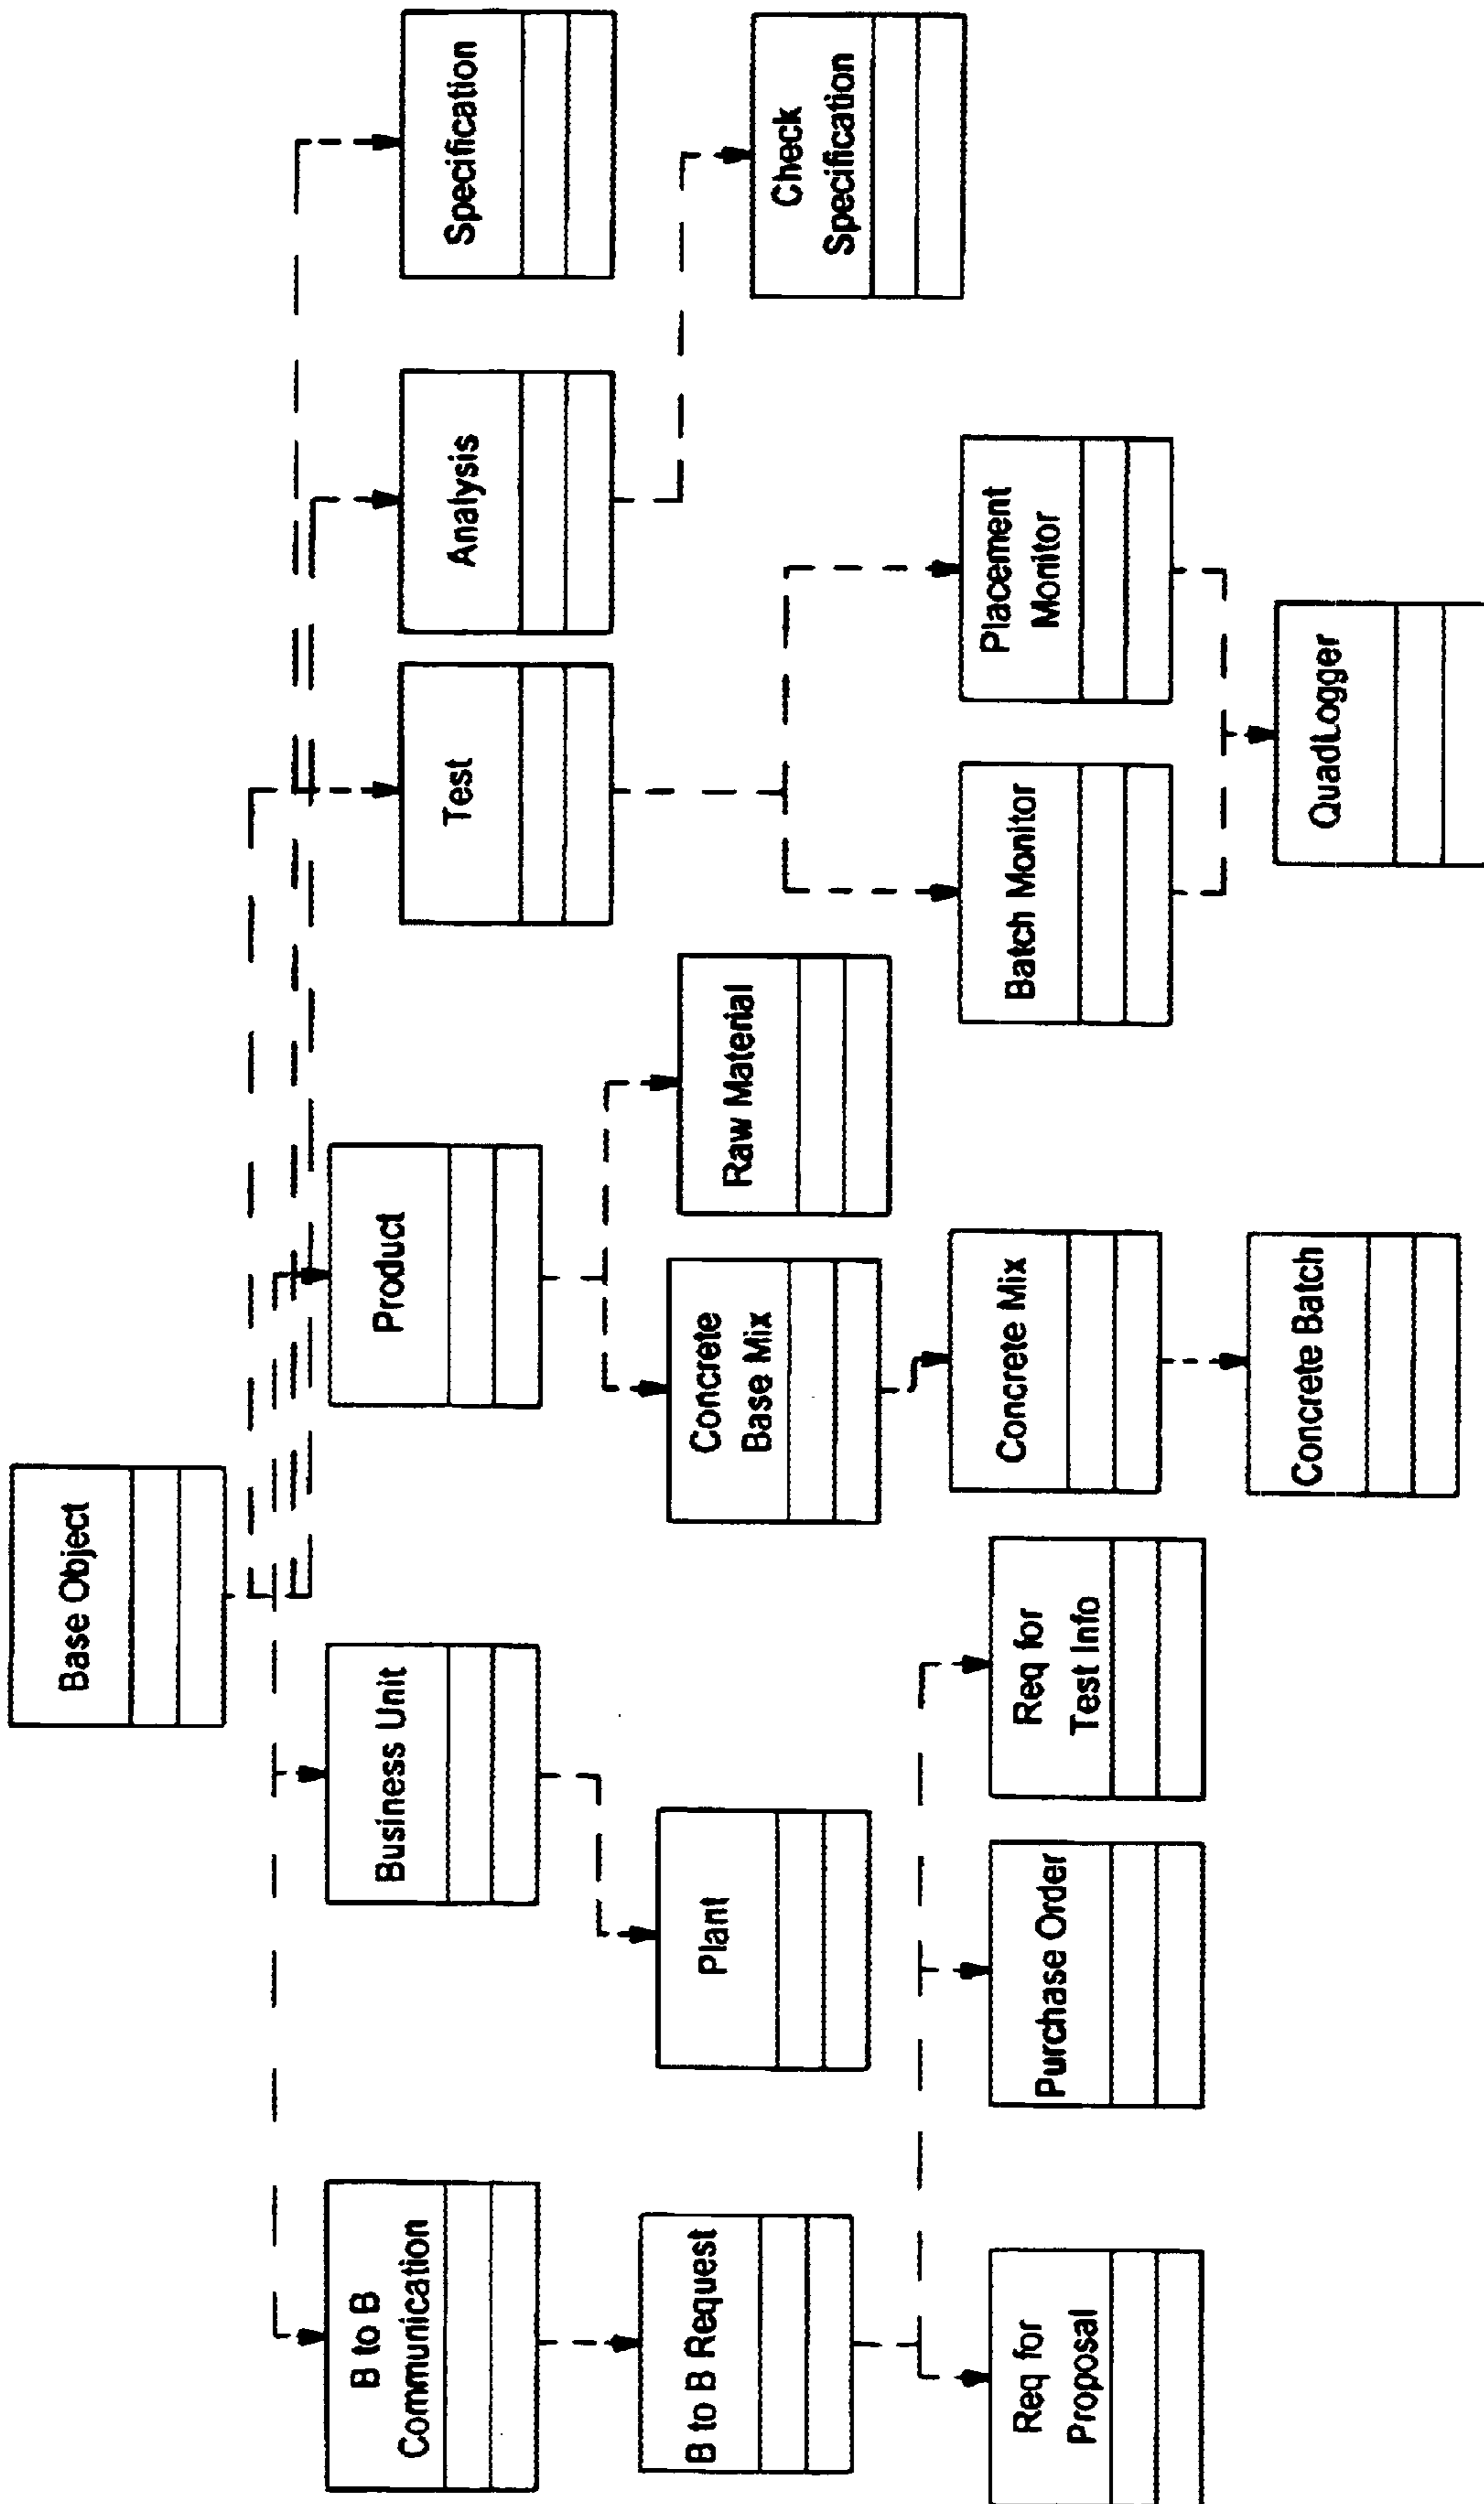 Base Object
B to B
Communication
Business Unit
Product
Test
Analysis
Specification
B to B Request
Plant
Concrete
Base Mix
Raw Material
Check
Specification
Req for
Proposal
Purchase Order
Req for
Test Info
Concrete Mix
Batch Monitor
Placement
Monitor
Concrete Batch
QuadLogger